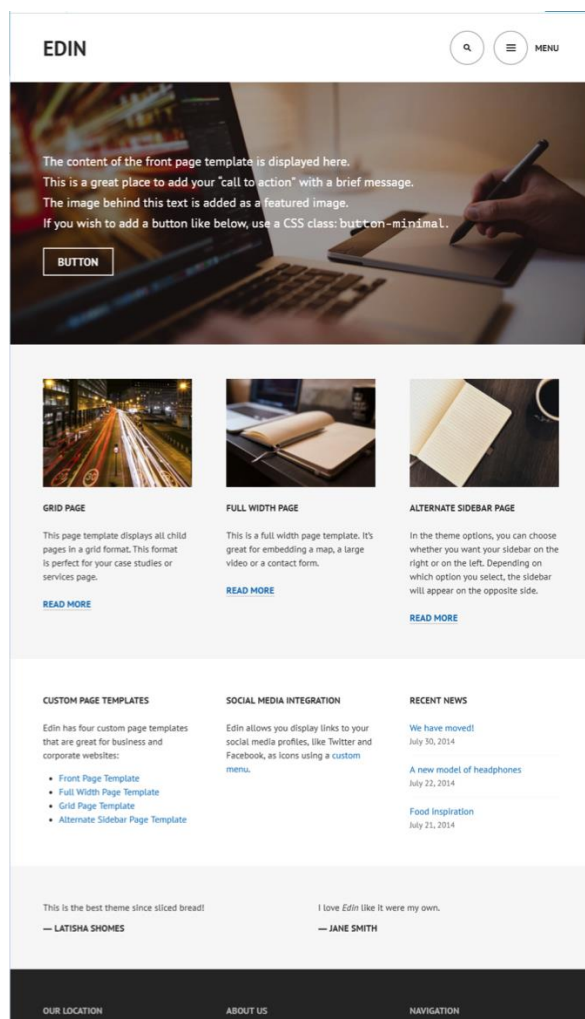 EDIN
MENU
The content of the front page template is displayed here.
This is a great place to add your “call to action” with a brief message.
The image behind this text is added as a featured image.
If you wish to add a button like below, use a CSS class: button-minimal.
BUTTON
GRID PAGE
This page template displays all child
pages in a grid format. This format
is perfect for your case studies or
services page.
READ MORE
FULL WIDTH PAGE
This is a full width page template. It's
great for embedding a map, a large
video or a contact form.
READ MORE
ALTERNATE SIDEBAR PAGE
In the theme options, you can choose
whether you want your sidebar on the
right or on the left. Depending on
which option you select, the sidebar
will appear on the opposite side.
READ MORE
CUSTOM PAGE TEMPLATES
Edin has four custom page templates
that are great for business and
corporate websites:
• Front Page Template
• Full Width Page Template
• Grid Page Template
• Alternate Sidebar Page Template
SOCIAL MEDIA INTEGRATION
Edin allows you display links to your
social media profiles, like Twitter and
Facebook, as icons using a custom
menu.
RECENT NEWS
We have moved!
July 30, 2014
A new model of headphones
July 22, 2014
Food Inspiration
July 21, 2014
This is the best theme since sliced bread!
— LATISHA SHOMES
I love Edin like it were my own.
— JANE SMITH
OUR LOCATION
ABOUT US
NAVIGATION